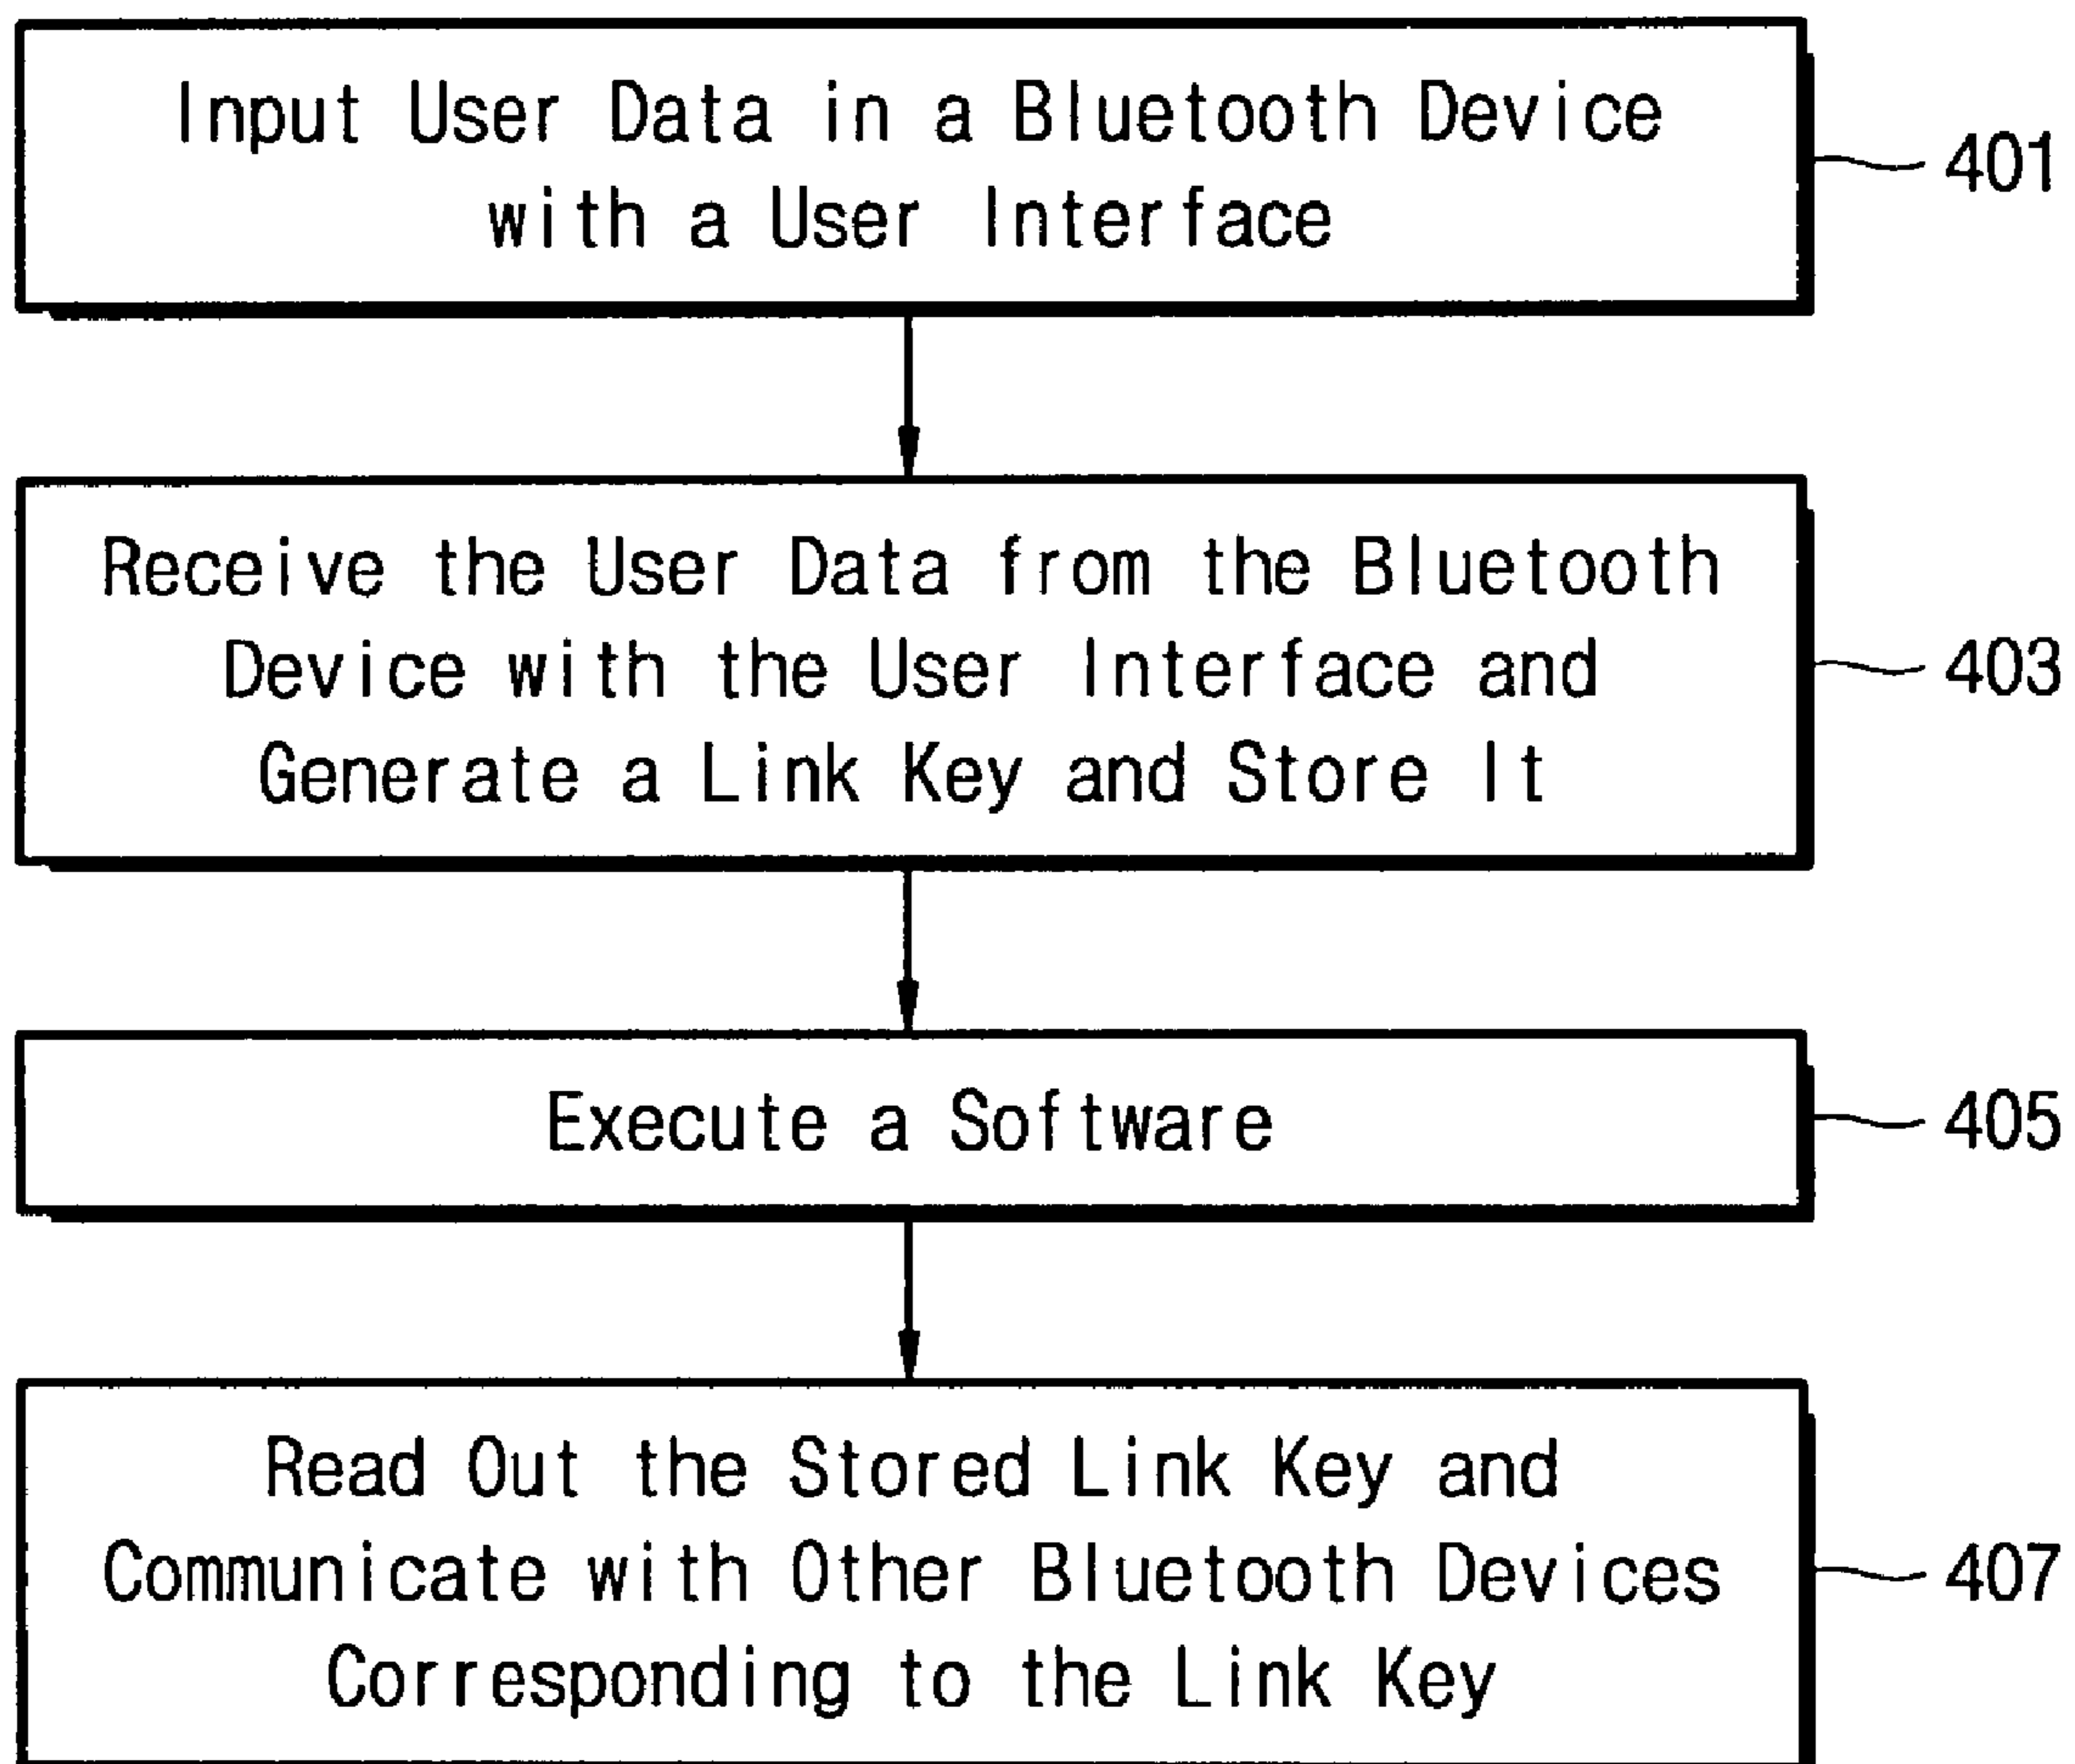 Input User Data in a Bluetooth Device
with a User Interface
401
Receive the User Data from the Bluetooth
Device with the User Interface and
Generate a Link Key and Store It
403
Execute a Software
405
Read Out the Stored Link Key and
Communicate with Other Bluetooth Devices
Corresponding to the Link Key
407